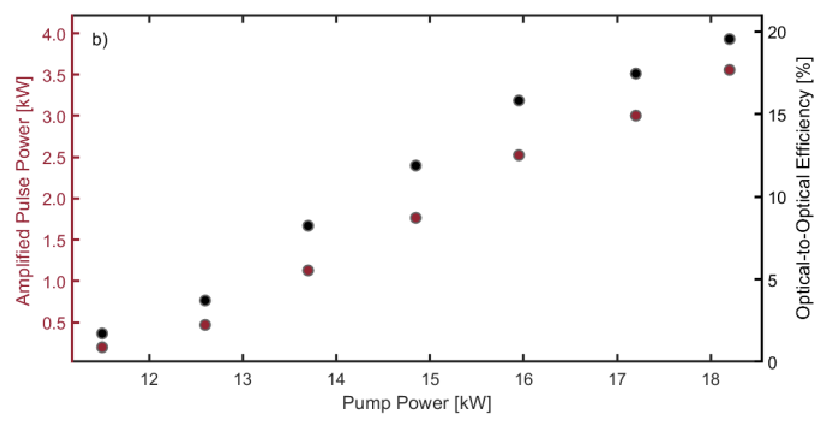 b)
4.0
3.5
3.0
2.5
2.0
1.5
1.0
0.5
Amplified Pulse Power [kW]
20
15
10
5
0
Optical-to-Optical Efficiency [%]
12 13 14 15 16 17 18
Pump Power [kW]